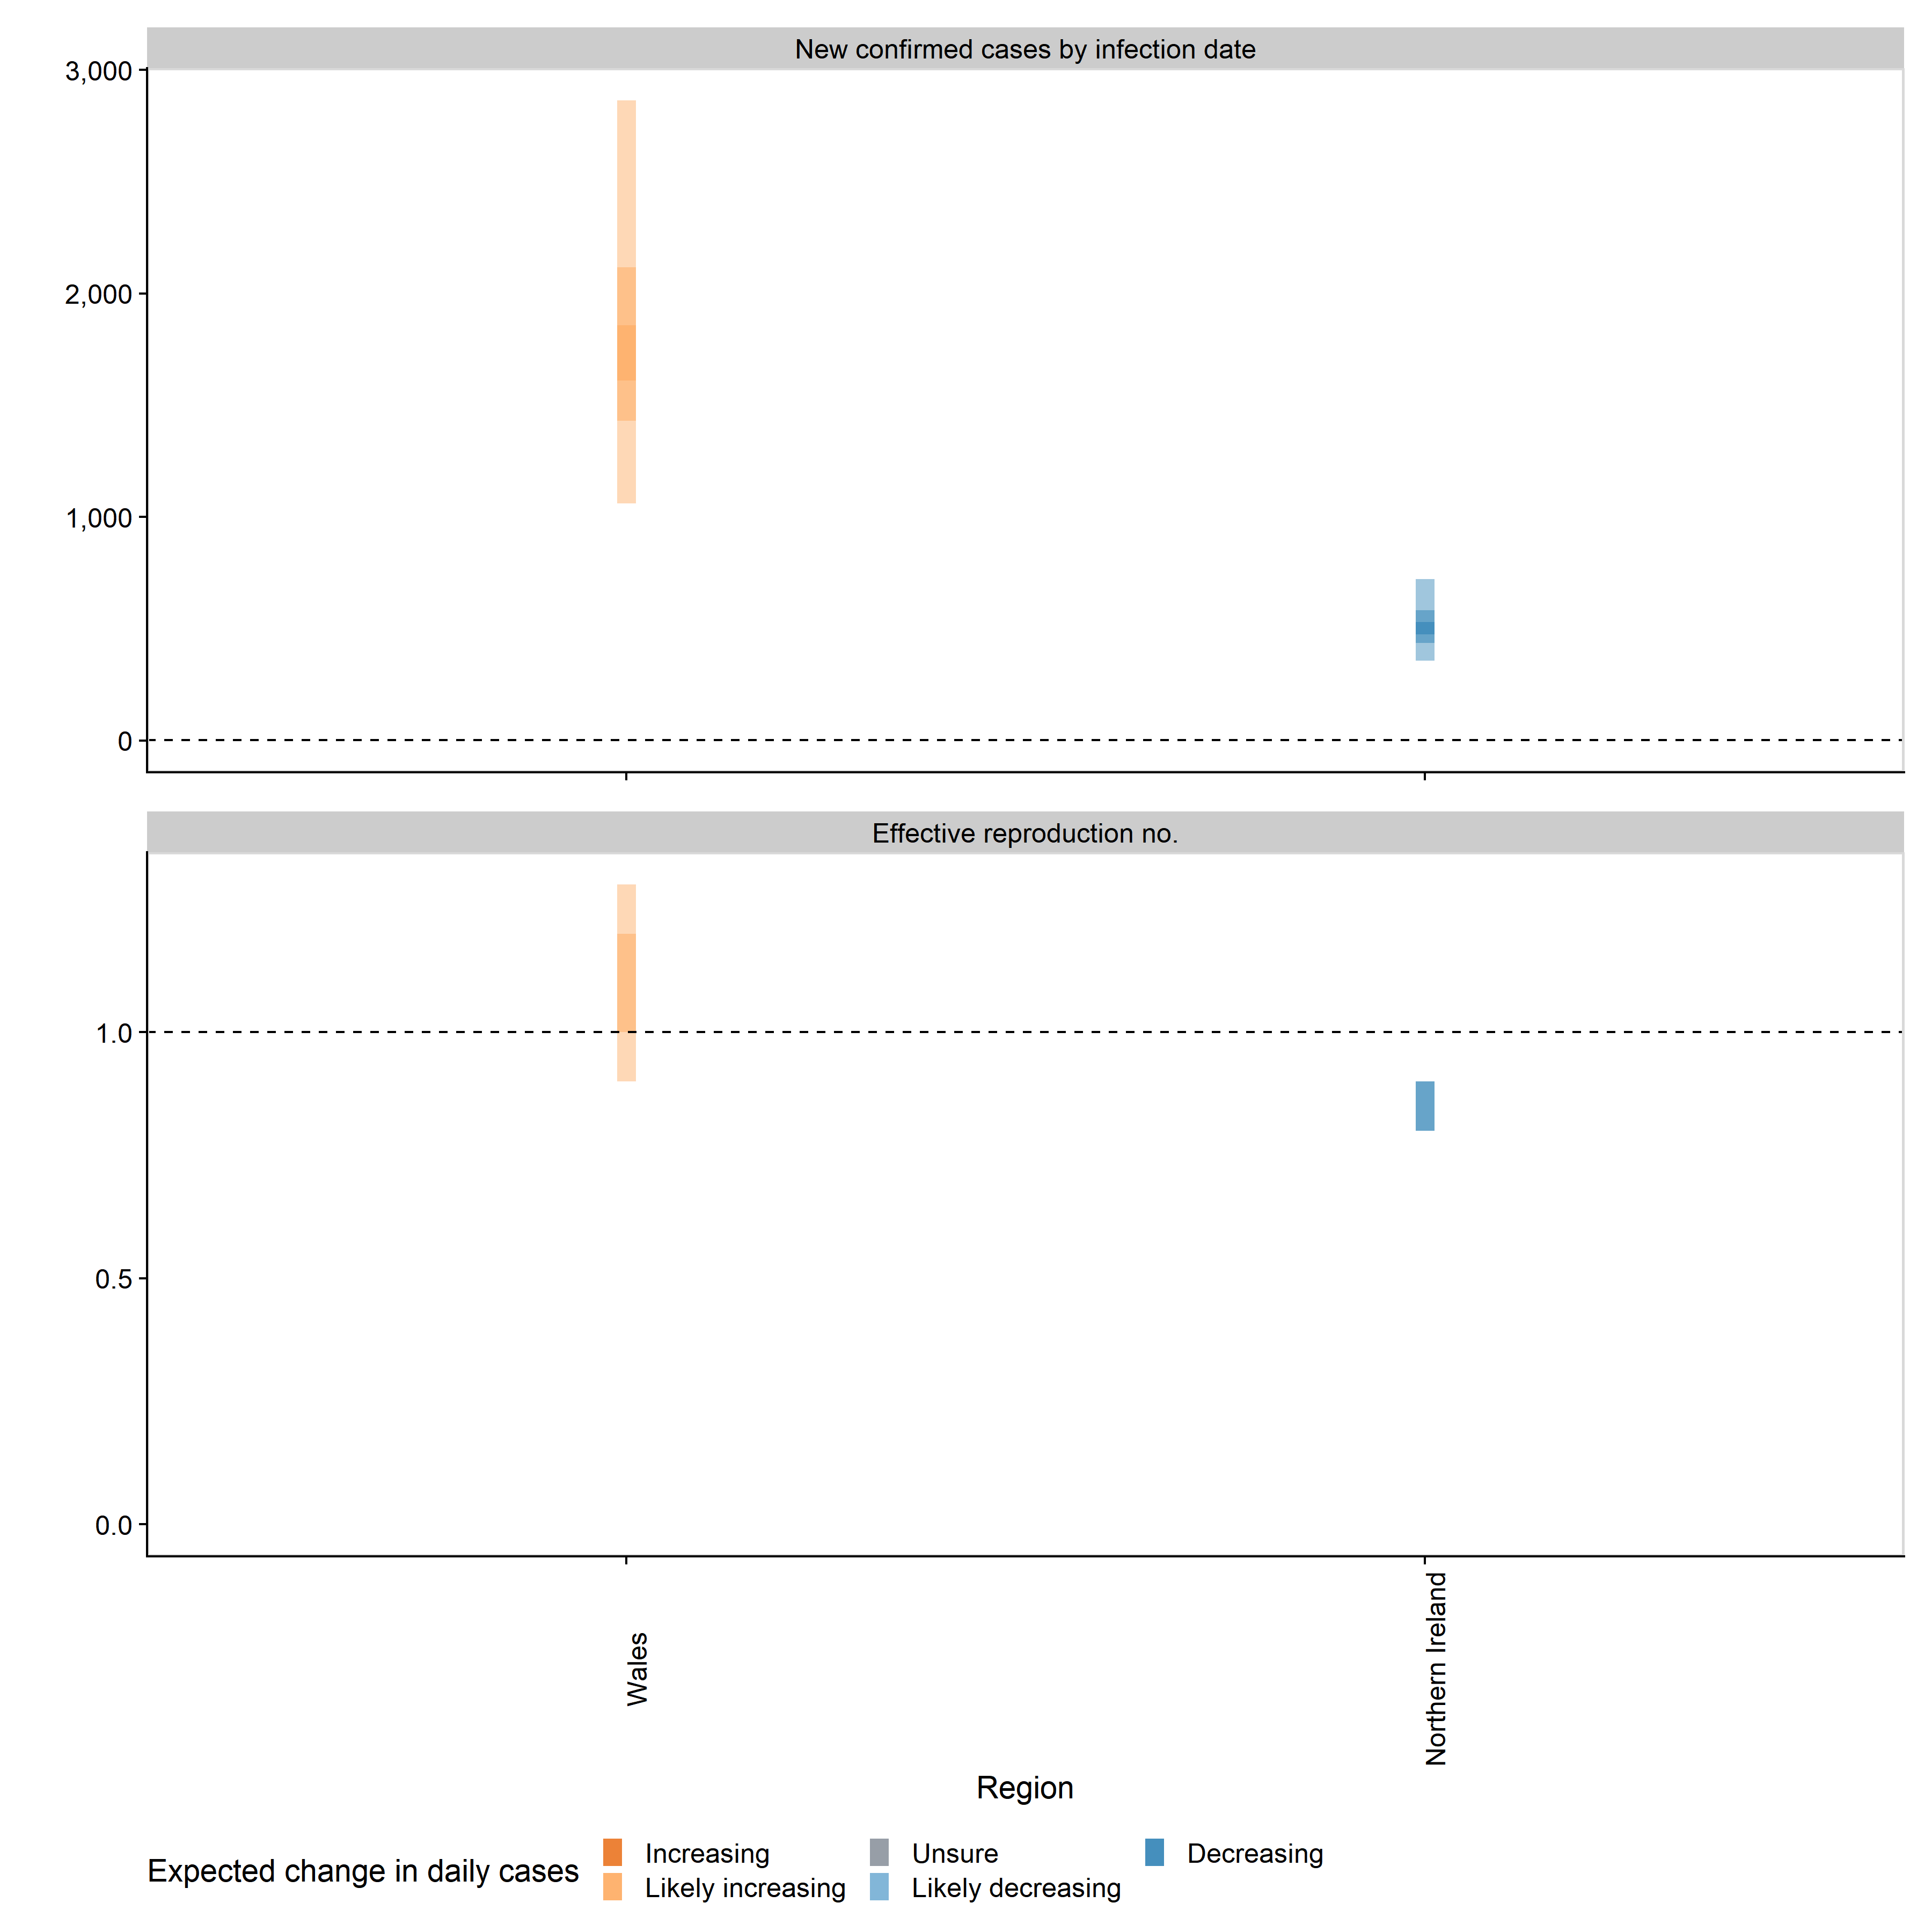 New confirmed cases by infection date
3,000
2,000
1,000
0
Effective reproduction no.
1.0
0.5
0.0
Wales
Northern Ireland
Region
Expected change in daily cases
Increasing
Unsure
Decreasing
Likely increasing
Likely decreasing